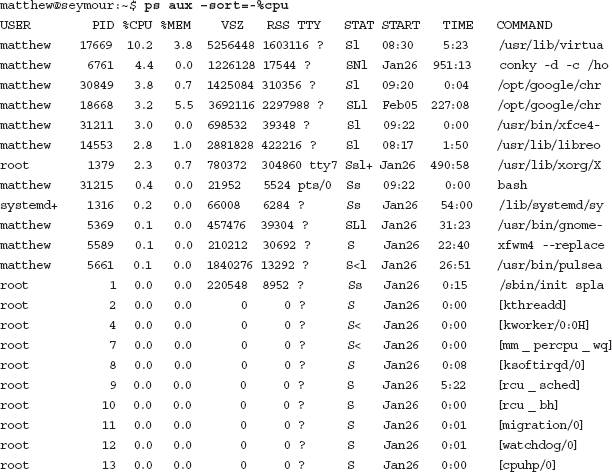 matthew@seymour:~$ ps aux -sort=-%cpu
USER PID %CPU %MEM VSZ RSS TTY STAT START TIME COMMAND
matthew 17669 10.2 3.8 5256448 1603116 ? Sl 08:30 5:23 /usr/lib/virtua
matthew 6761 4.4 0.0 1226128 17544 ? SNl Jan26 951:13 conky -d -c /ho
matthew 30849 3.8 0.7 1425084 310356 ? Sl 09:20 0:04 /opt/google/chr
matthew 18668 3.2 5.5 3692116 2297988 ? SLl Feb05 227:08 /opt/google/chr
matthew 31211 3.0 0.0 698532 39348 ? Sl 09:22 0:00 /usr/bin/xfce4-
matthew 14553 2.8 1.0 2881828 422216 ? Sl 08:17 1:50 /usr/lib/libreo
root 1379 2.3 0.7 780372 304860 tty7 Ssl+ Jan26 490:58 /usr/lib/xorg/X
matthew 31215 0.4 0.0 21952 5524 pts/0 Ss 09:22 0:00 bash
systemd+ 1316 0.2 0.0 66008 6284 ? Ss Jan26 54:00 /lib/systemd/sy
matthew 5369 0.1 0.0 457476 39304 ? SLl Jan26 31:23 /usr/bin/gnome-
matthew 5589 0.1 0.0 210212 30692 ? S Jan26 22:40 xfwm4 --replace
matthew 5661 0.1 0.0 1840276 13292 ? S<l Jan26 26:51 /usr/bin/pulsea
root 1 0.0 0.0 220548 8952 ? Ss Jan26 0:15 /sbin/init spla
root 2 0.0 0.0 0 0 ? S Jan26 0:00 [kthreadd]
root 4 0.0 0.0 0 0 ? S< Jan26 0:00 [kworker/0:0H]
root 7 0.0 0.0 0 0 ? S< Jan26 0:00 [mm_percpu_wq]
root 8 0.0 0.0 0 0 ? S Jan26 0:08 [ksoftirqd/0]
root 9 0.0 0.0 0 0 ? S Jan26 5:22 [rcu_sched]
root 10 0.0 0.0 0 0 ? S Jan26 0:00 [rcu_bh]
root 11 0.0 0.0 0 0 ? S Jan26 0:01 [migration/0]
root 12 0.0 0.0 0 0 ? S Jan26 0:01 [watchdog/0]
root 13 0.0 0.0 0 0 ? S Jan26 0:00 [cpuhp/0]